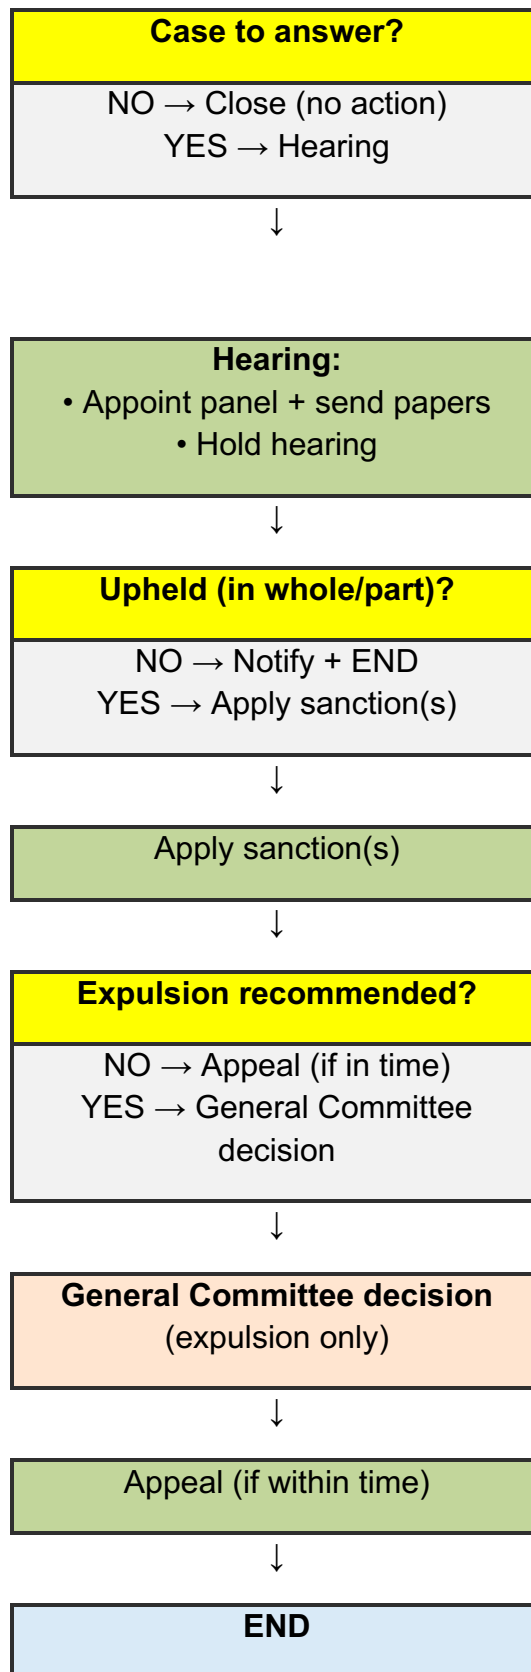 Case to answer?
NO → Close (no action)
YES → Hearing
↓
Hearing:
• Appoint panel + send papers
• Hold hearing
↓
Upheld (in whole/part)?
NO → Notify + END
YES → Apply sanction(s)
↓
Apply sanction(s)
↓
Expulsion recommended?
NO → Appeal (if in time)
YES → General Committee
decision
↓
General Committee decision
(expulsion only)
↓
Appeal (if within time)
↓
END